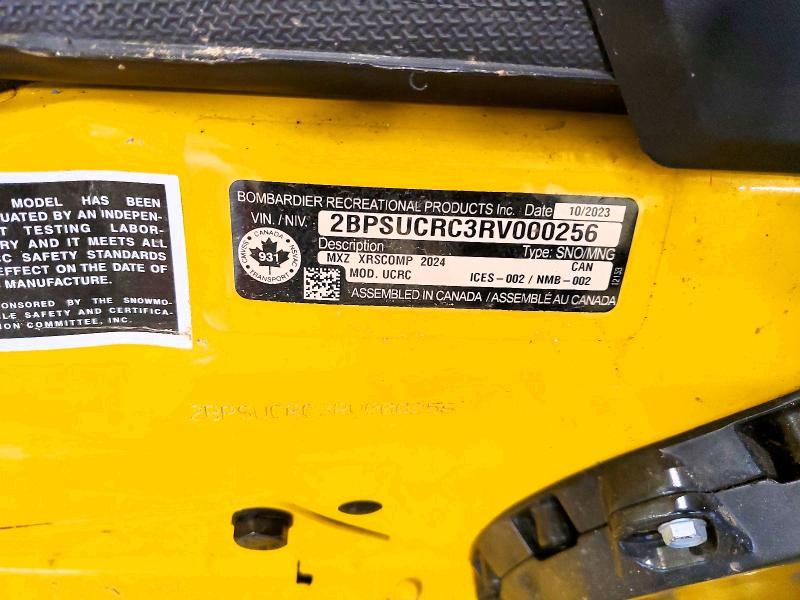 MODEL HAS BEEN
UATED BY AN INDEPEN-
T TESTING LABOR-
RY AND IT MEETS ALL
C SAFETY STANDARDS
EFFECT ON THE DATE OF
MANUFACTURE.
ONSORED BY THE SNOWMO-
LE SAFETY AND CERTIFICA-
ION COMMITTEE, INC.
BOMBARDIER RECREATIONAL PRODUCTS Inc. Date 10/2023
VIN. / NIV. 2BPSUCRC3RV000256
Description Type: SNO/MNG
MXZ XRSCOMP 2024 CAN
MOD. UCRC ICES-002 / NMB-002
ASSEMBLED IN CANADA / ASSEMBLÉ AU CANADA
CANADA
931
TRANSPORT
2BPSUCRC3RV000256